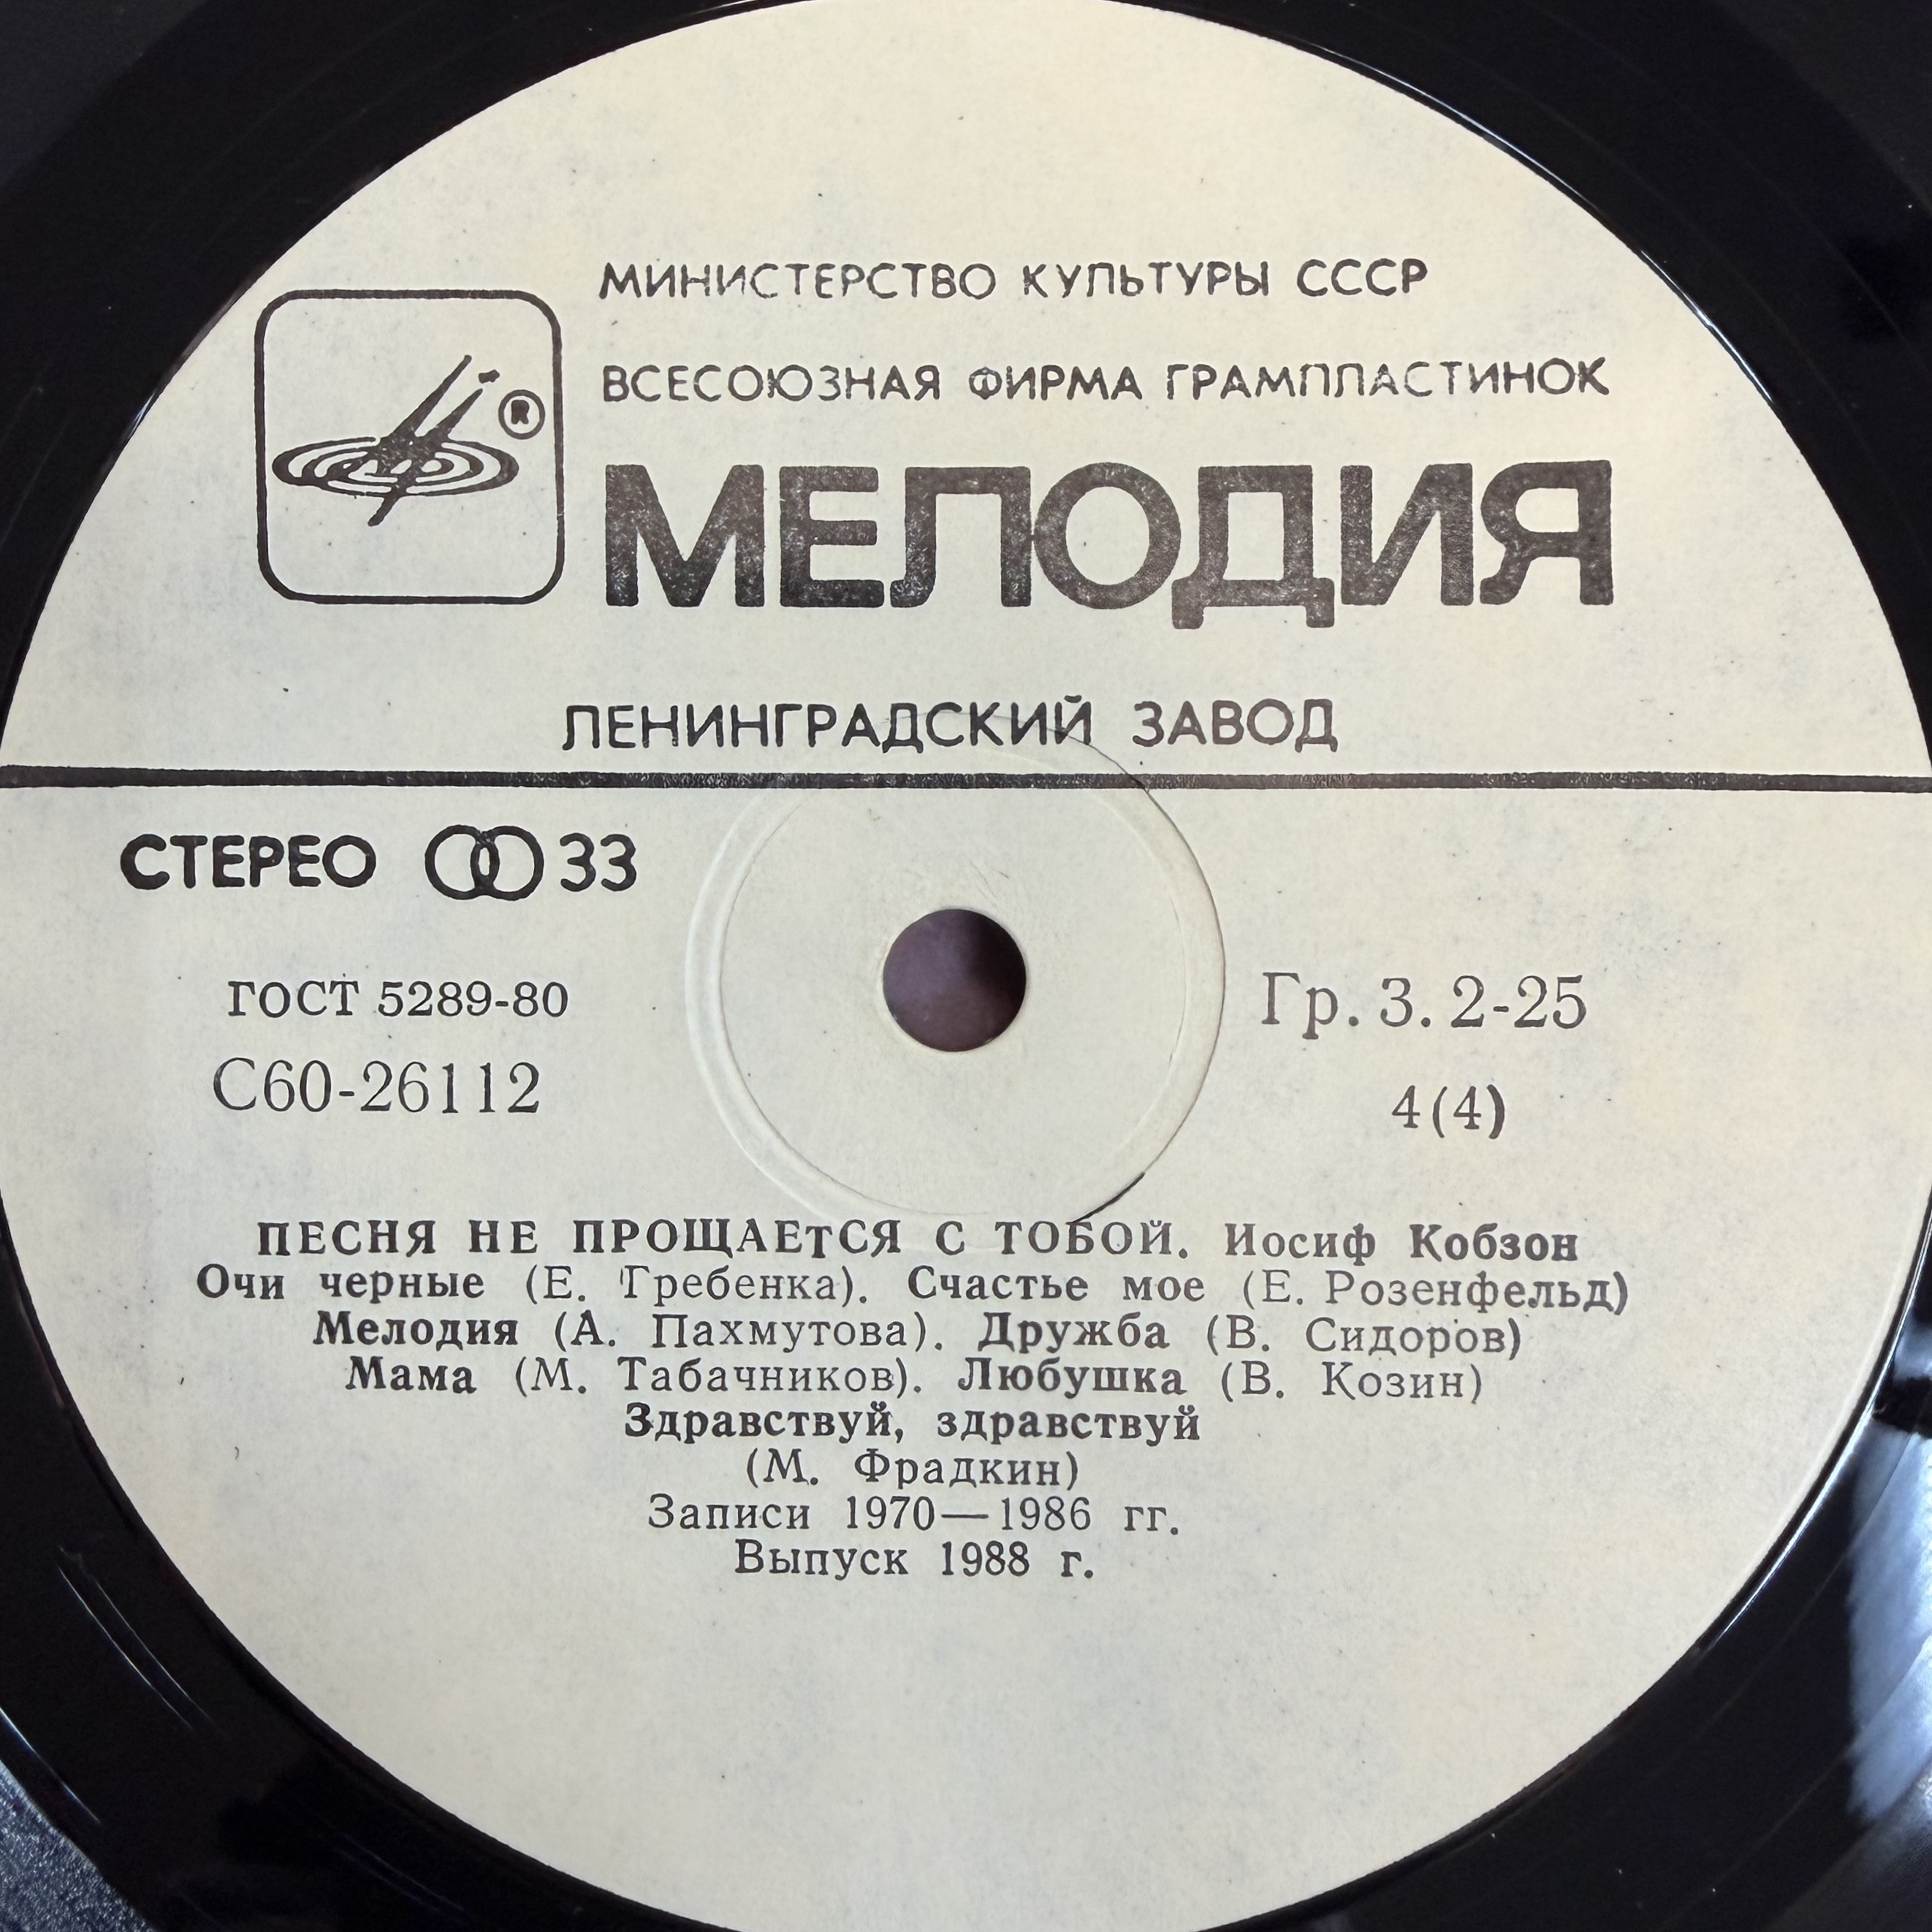 МИНИСТЕРСТВО КУЛЬТУРЫ СССР
ВСЕСОЮЗНАЯ ФИРМА ГРАМПЛАСТИНОК
®
МЕЛОДИЯ
ЛЕНИНГРАДСКИЙ ЗАВОД
СТЕРЕО 33
ГОСТ 5289-80
Гр. 3. 2-25
С60-26112
4(4)
ПЕСНЯ НЕ ПРОЩАЕТСЯ С ТОБОЙ. Иосиф Кобзон
Очи черные (Е. Гребенка). Счастье мое (Е. Розенфельд)
Мелодия (А. Пахмутова). Дружба (В. Сидоров)
Мама (М. Табачников). Любушка (В. Козин)
Здравствуй, здравствуй
(М. Фрадкин)
Записи 1970—1986 гг.
Выпуск 1988 г.